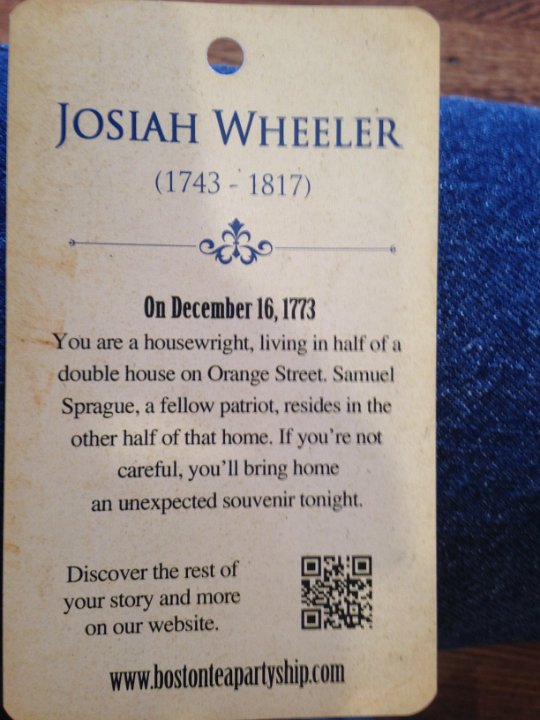 JOSIAH WHEELER
(1743 - 1817)
On December 16, 1773
You are a housewright, living in half of a
double house on Orange Street. Samuel
Sprague, a fellow patriot, resides in the
other half of that home. If you're not
careful, you'll bring home
an unexpected souvenir tonight.
Discover the rest of
your story and more
on our website.
www.bostonteapartyship.com